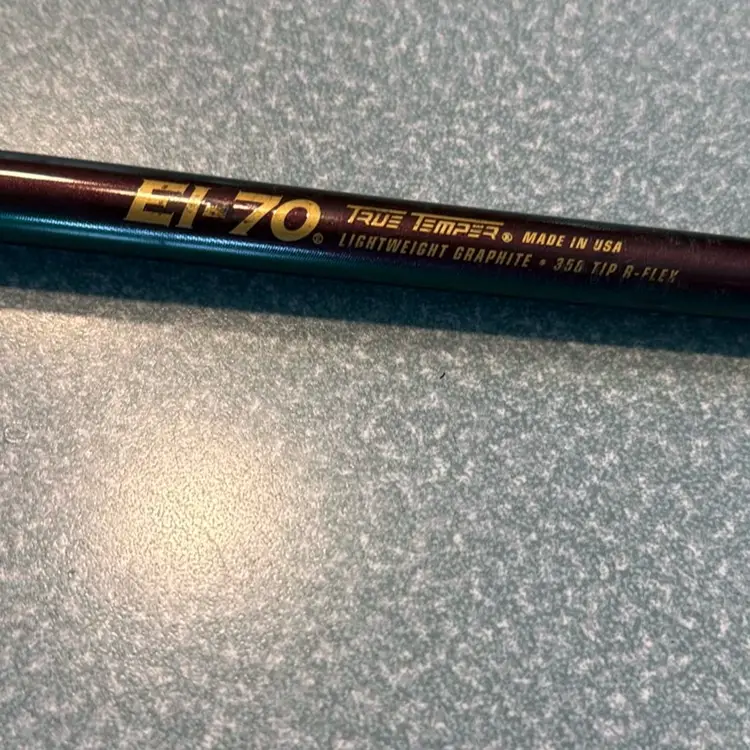 EI-70® TRUE TEMPER® MADE IN USA
LIGHTWEIGHT GRAPHITE • 350 TIP R-FLEX